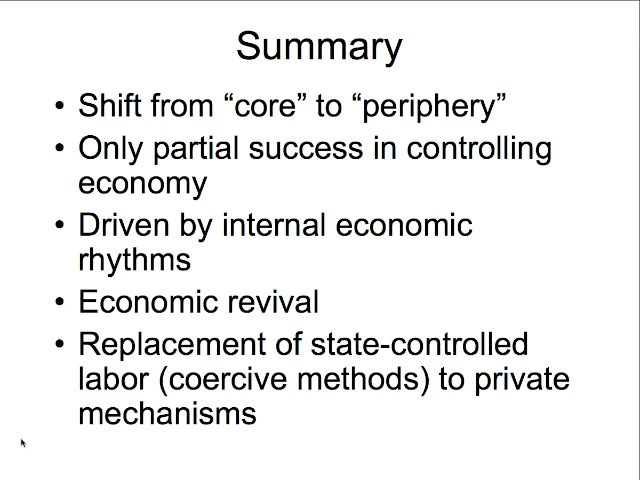 Summary
• Shift from “core” to “periphery”
• Only partial success in controlling
economy
• Driven by internal economic
rhythms
• Economic revival
• Replacement of state-controlled
labor (coercive methods) to private
mechanisms